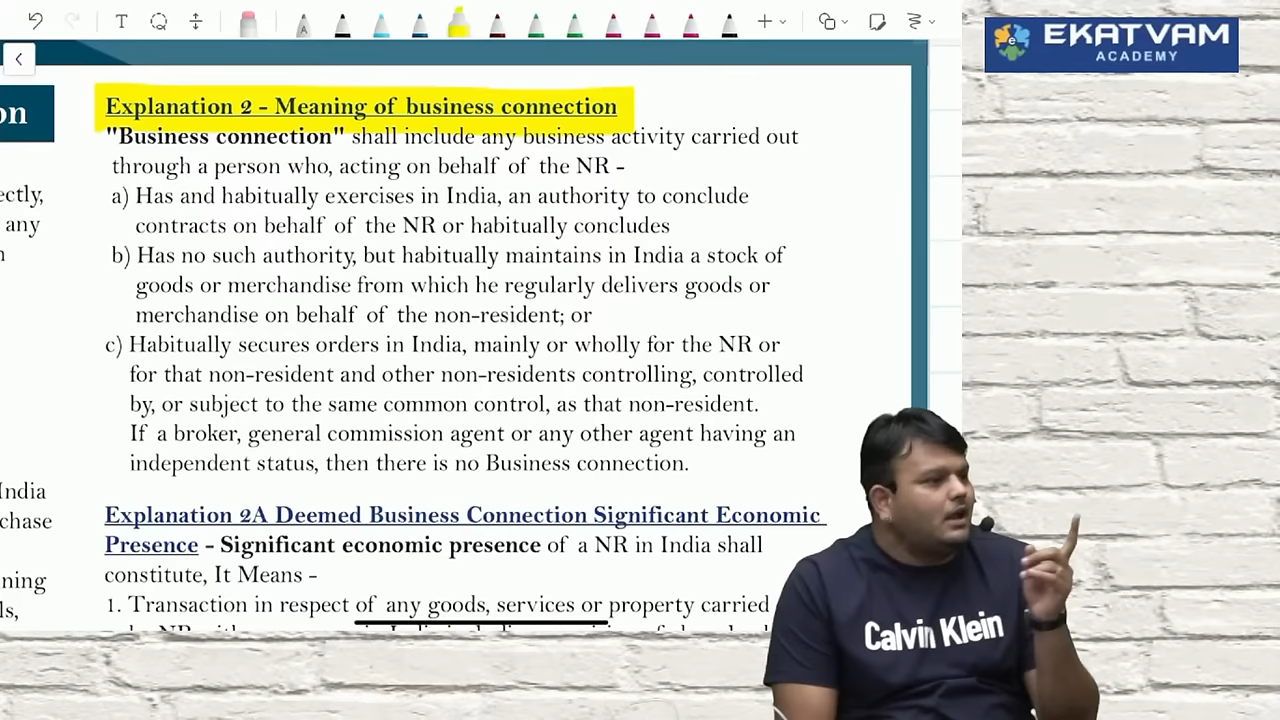 EKATVAM
ACADEMY
on
ectly,
any
India
chase
ning
ls,
Explanation 2 - Meaning of business connection
"Business connection" shall include any business activity carried out
through a person who, acting on behalf of the NR -
a) Has and habitually exercises in India, an authority to conclude
contracts on behalf of the NR or habitually concludes
b) Has no such authority, but habitually maintains in India a stock of
goods or merchandise from which he regularly delivers goods or
merchandise on behalf of the non-resident; or
c) Habitually secures orders in India, mainly or wholly for the NR or
for that non-resident and other non-residents controlling, controlled
by, or subject to the same common control, as that non-resident.
If a broker, general commission agent or any other agent having an
independent status, then there is no Business connection.
Explanation 2A Deemed Business Connection Significant Economic
Presence - Significant economic presence of a NR in India shall
constitute, It Means -
1. Transaction in respect of any goods, services or property carried
Calvin Klein